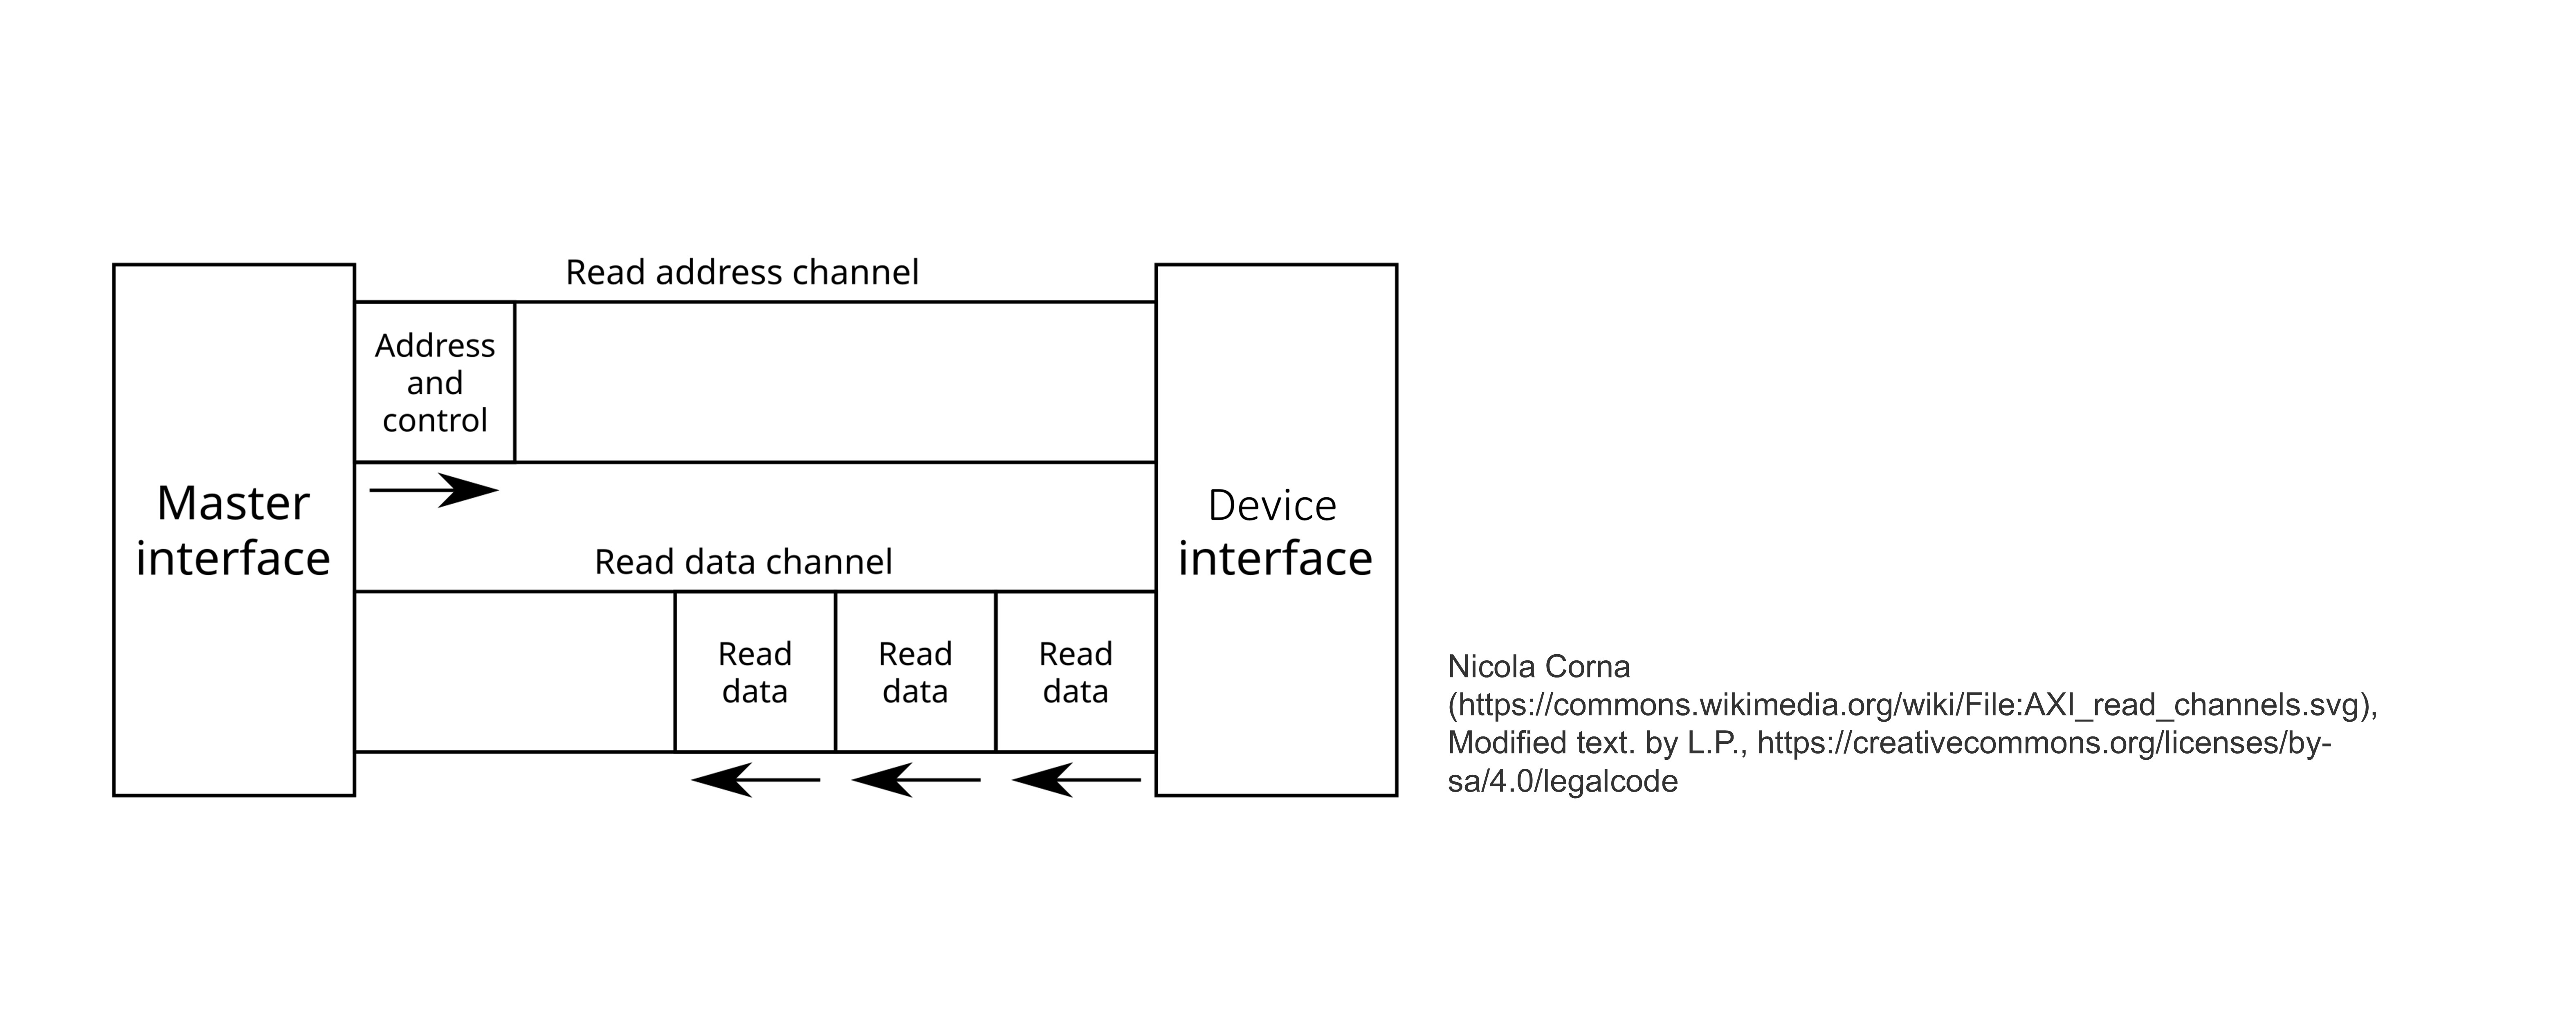 Read address channel
Address
and
control
Master
interface
Device
interface
Read data channel
Read
data
Read
data
Read
data
Nicola Corna
(https://commons.wikimedia.org/wiki/File:AXI_read_channels.svg),
Modified text. by L.P., https://creativecommons.org/licenses/by-
sa/4.0/legalcode